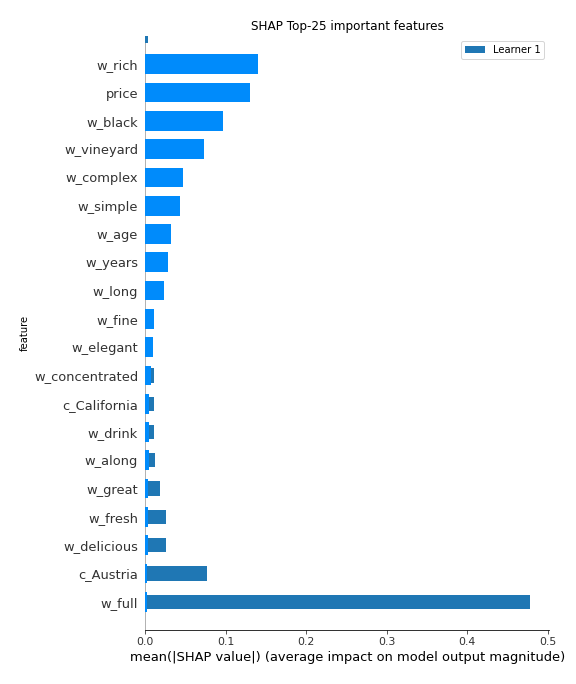 SHAP Top-25 important features
Learner 1
w_rich
price
w_black
w_vineyard
w_complex
w_simple
w_age
w_years
w_long
w_fine
w_elegant
w_concentrated
c_California
w_drink
w_along
w_great
w_fresh
w_delicious
c_Austria
w_full
feature
0.0 0.1 0.2 0.3 0.4 0.5
mean(|SHAP value|) (average impact on model output magnitude)